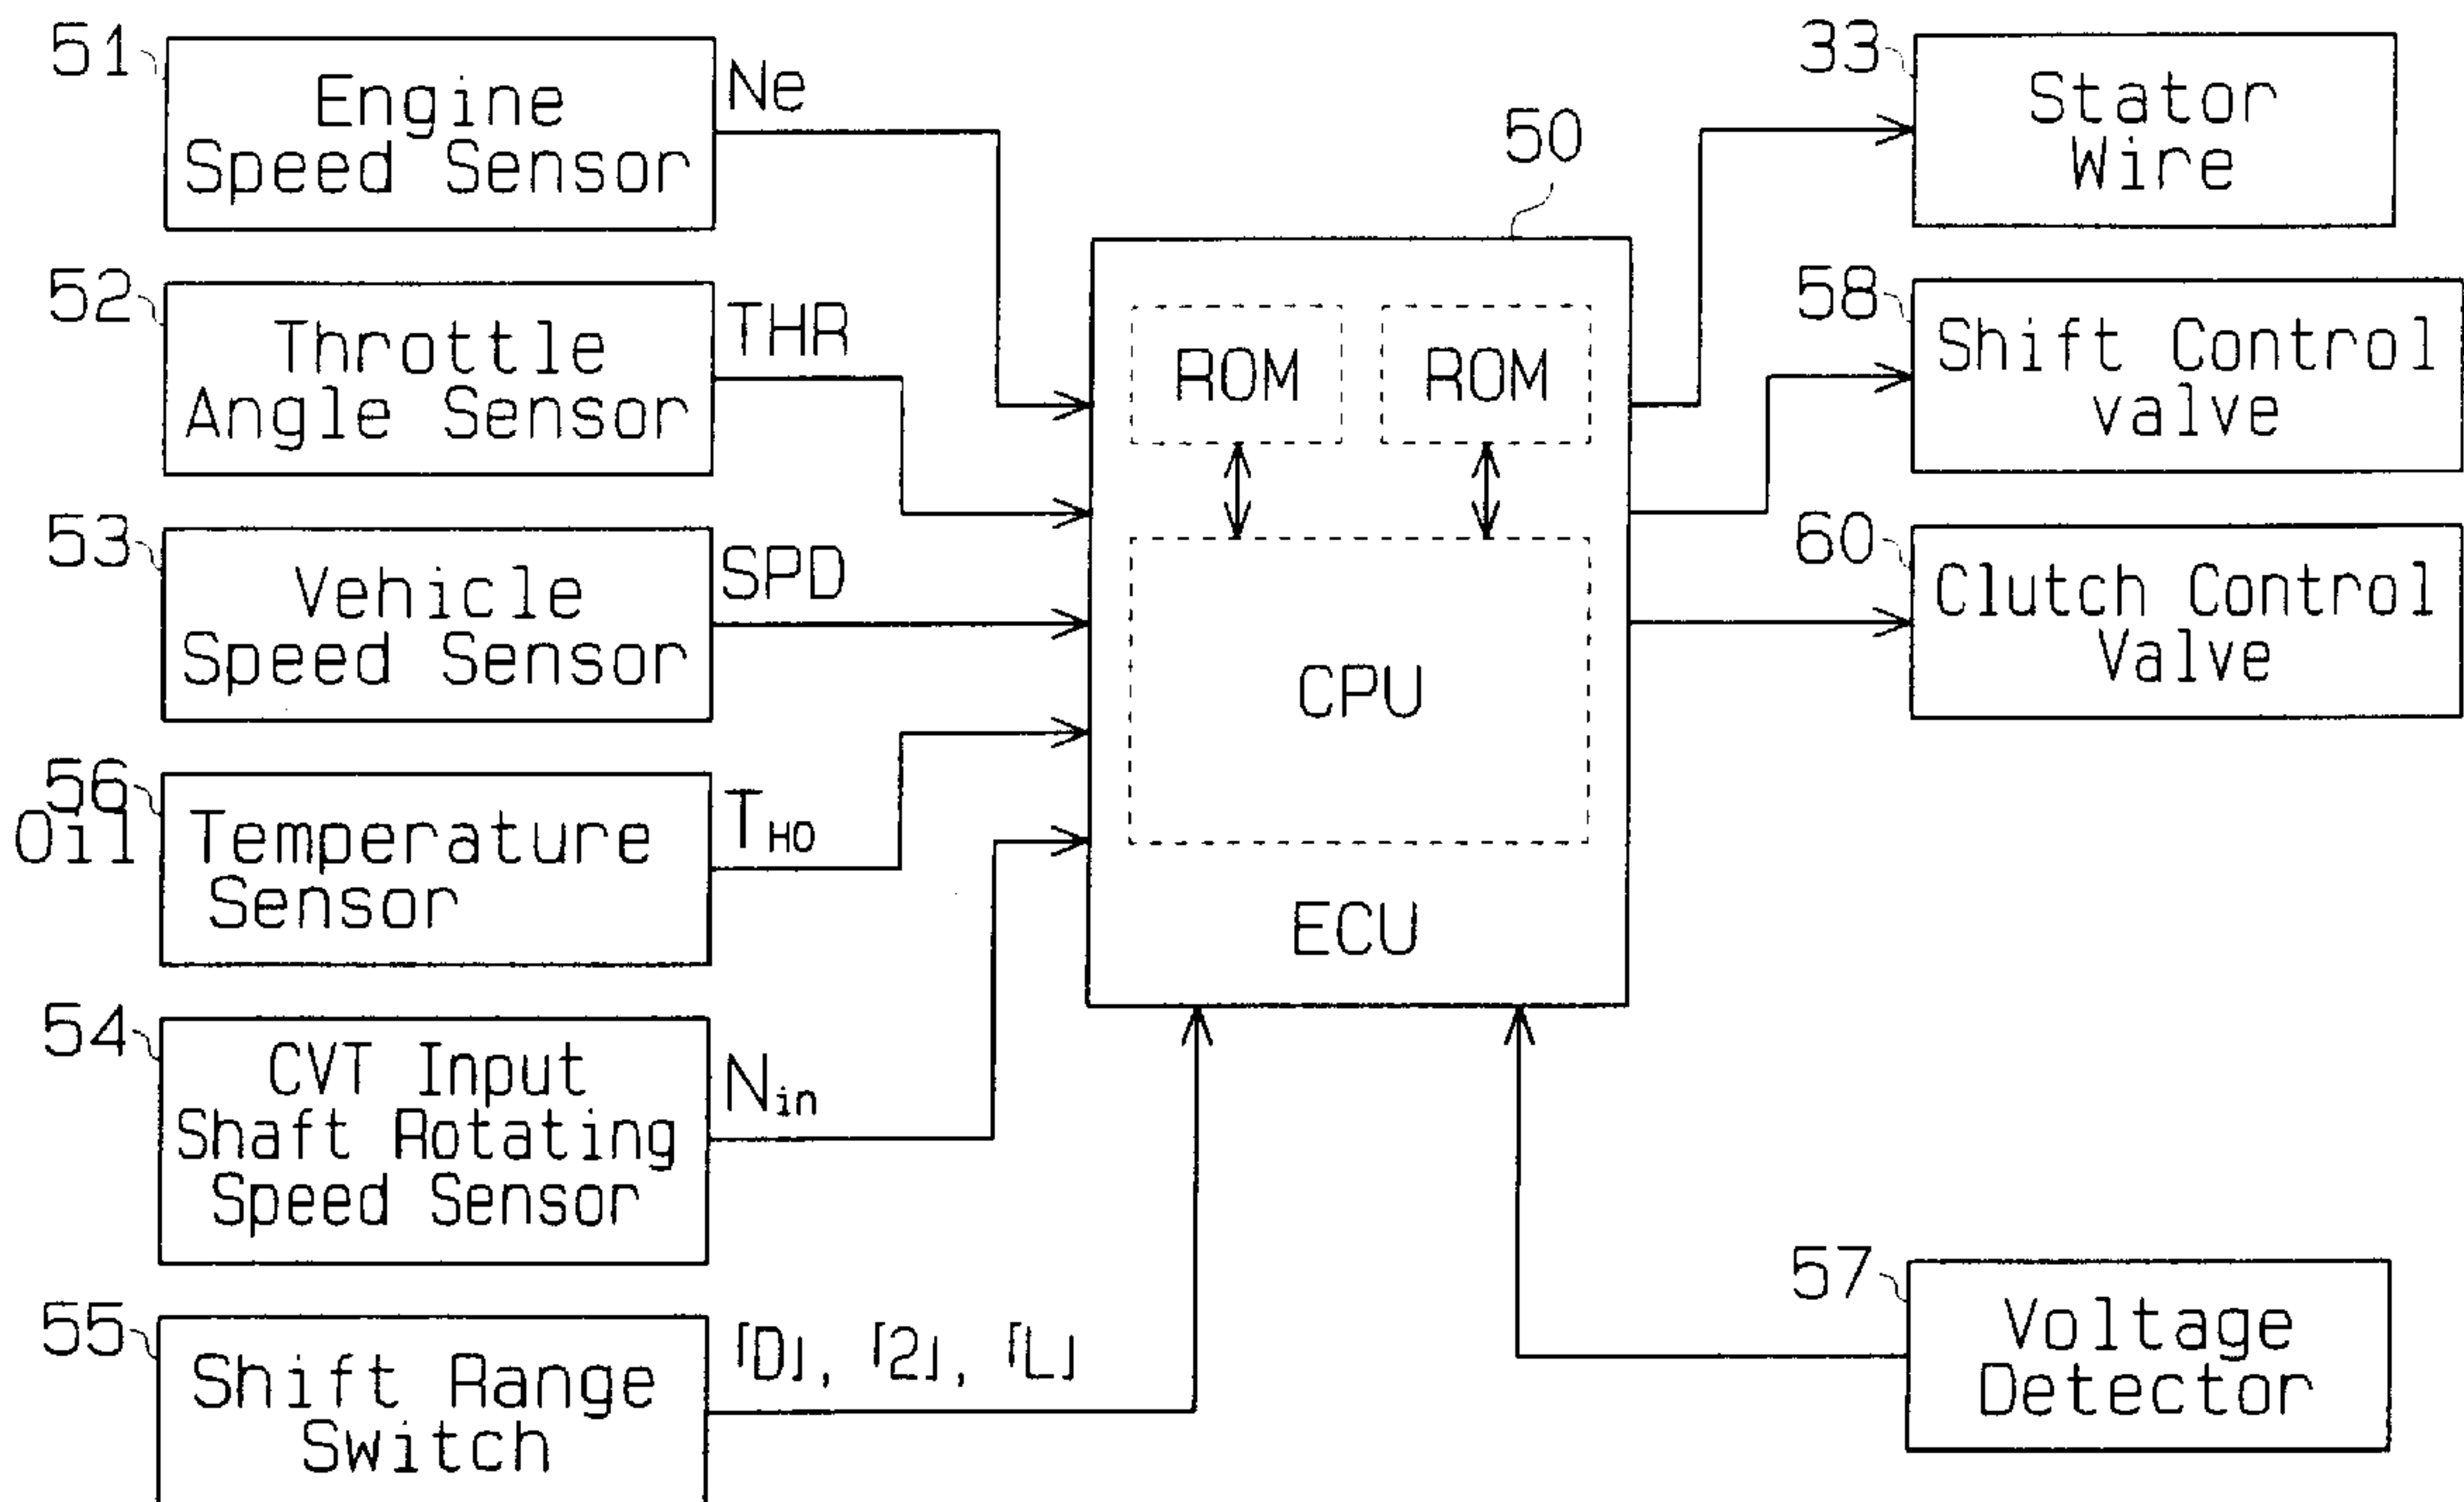 51
Engine
Speed Sensor
Ne
52
Throttle
Angle Sensor
THR
53
Vehicle
Speed Sensor
SPD
56
Oil Temperature
Sensor
THO
54
CVT Input
Shaft Rotating
Speed Sensor
Nin
55
Shift Range
Switch
「D」, 「2」, 「L」
50
ROM
ROM
CPU
ECU
33
Stator
Wire
58
Shift Control
valve
60
Clutch Control
Valve
57
Voltage
Detector